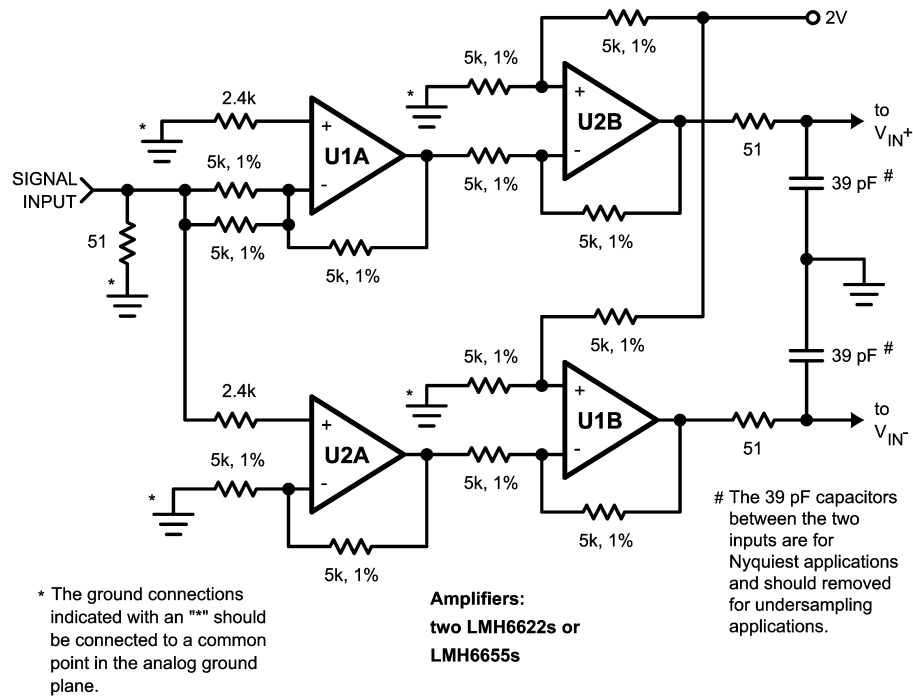 5k, 1%
2V
5k, 1%
*
5k, 1%
+
U2B
-
to
VIN+
51
2.4k
*
+
U1A
-
5k, 1%
5k, 1%
SIGNAL
INPUT
5k, 1%
5k, 1%
5k, 1%
39 pF #
51
*
5k, 1%
5k, 1%
*
+
U1B
-
39 pF #
2.4k
+
U2A
-
to
VIN-
51
5k, 1%
*
5k, 1%
5k, 1%
5k, 1%
# The 39 pF capacitors
between the two
inputs are for
Nyquiest applications
and should removed
for undersampling
applications.
* The ground connections
indicated with an "*" should
be connected to a common
point in the analog ground
plane.
Amplifiers:
two LMH6622s or
LMH6655s